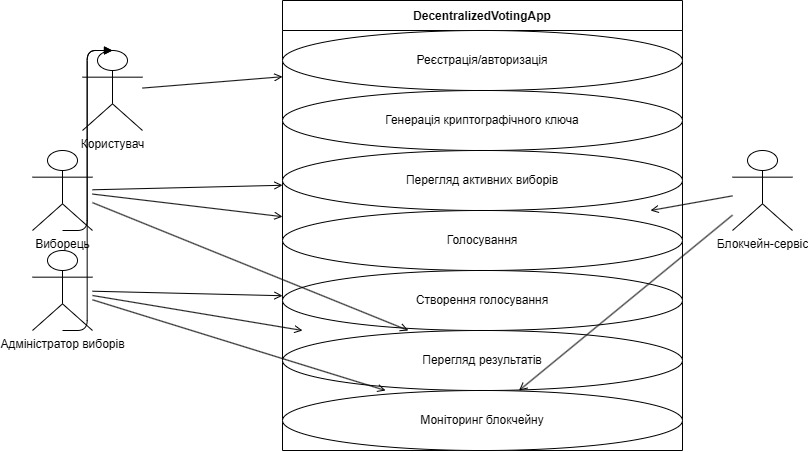 DecentralizedVotingApp
Реєстрація/авторизація
Генерація криптографічного ключа
Користувач
Перегляд активних виборів
Виборець
Голосування
Блокчейн-сервіс
Створення голосування
Адміністратор виборів
Перегляд результатів
Моніторинг блокчейну